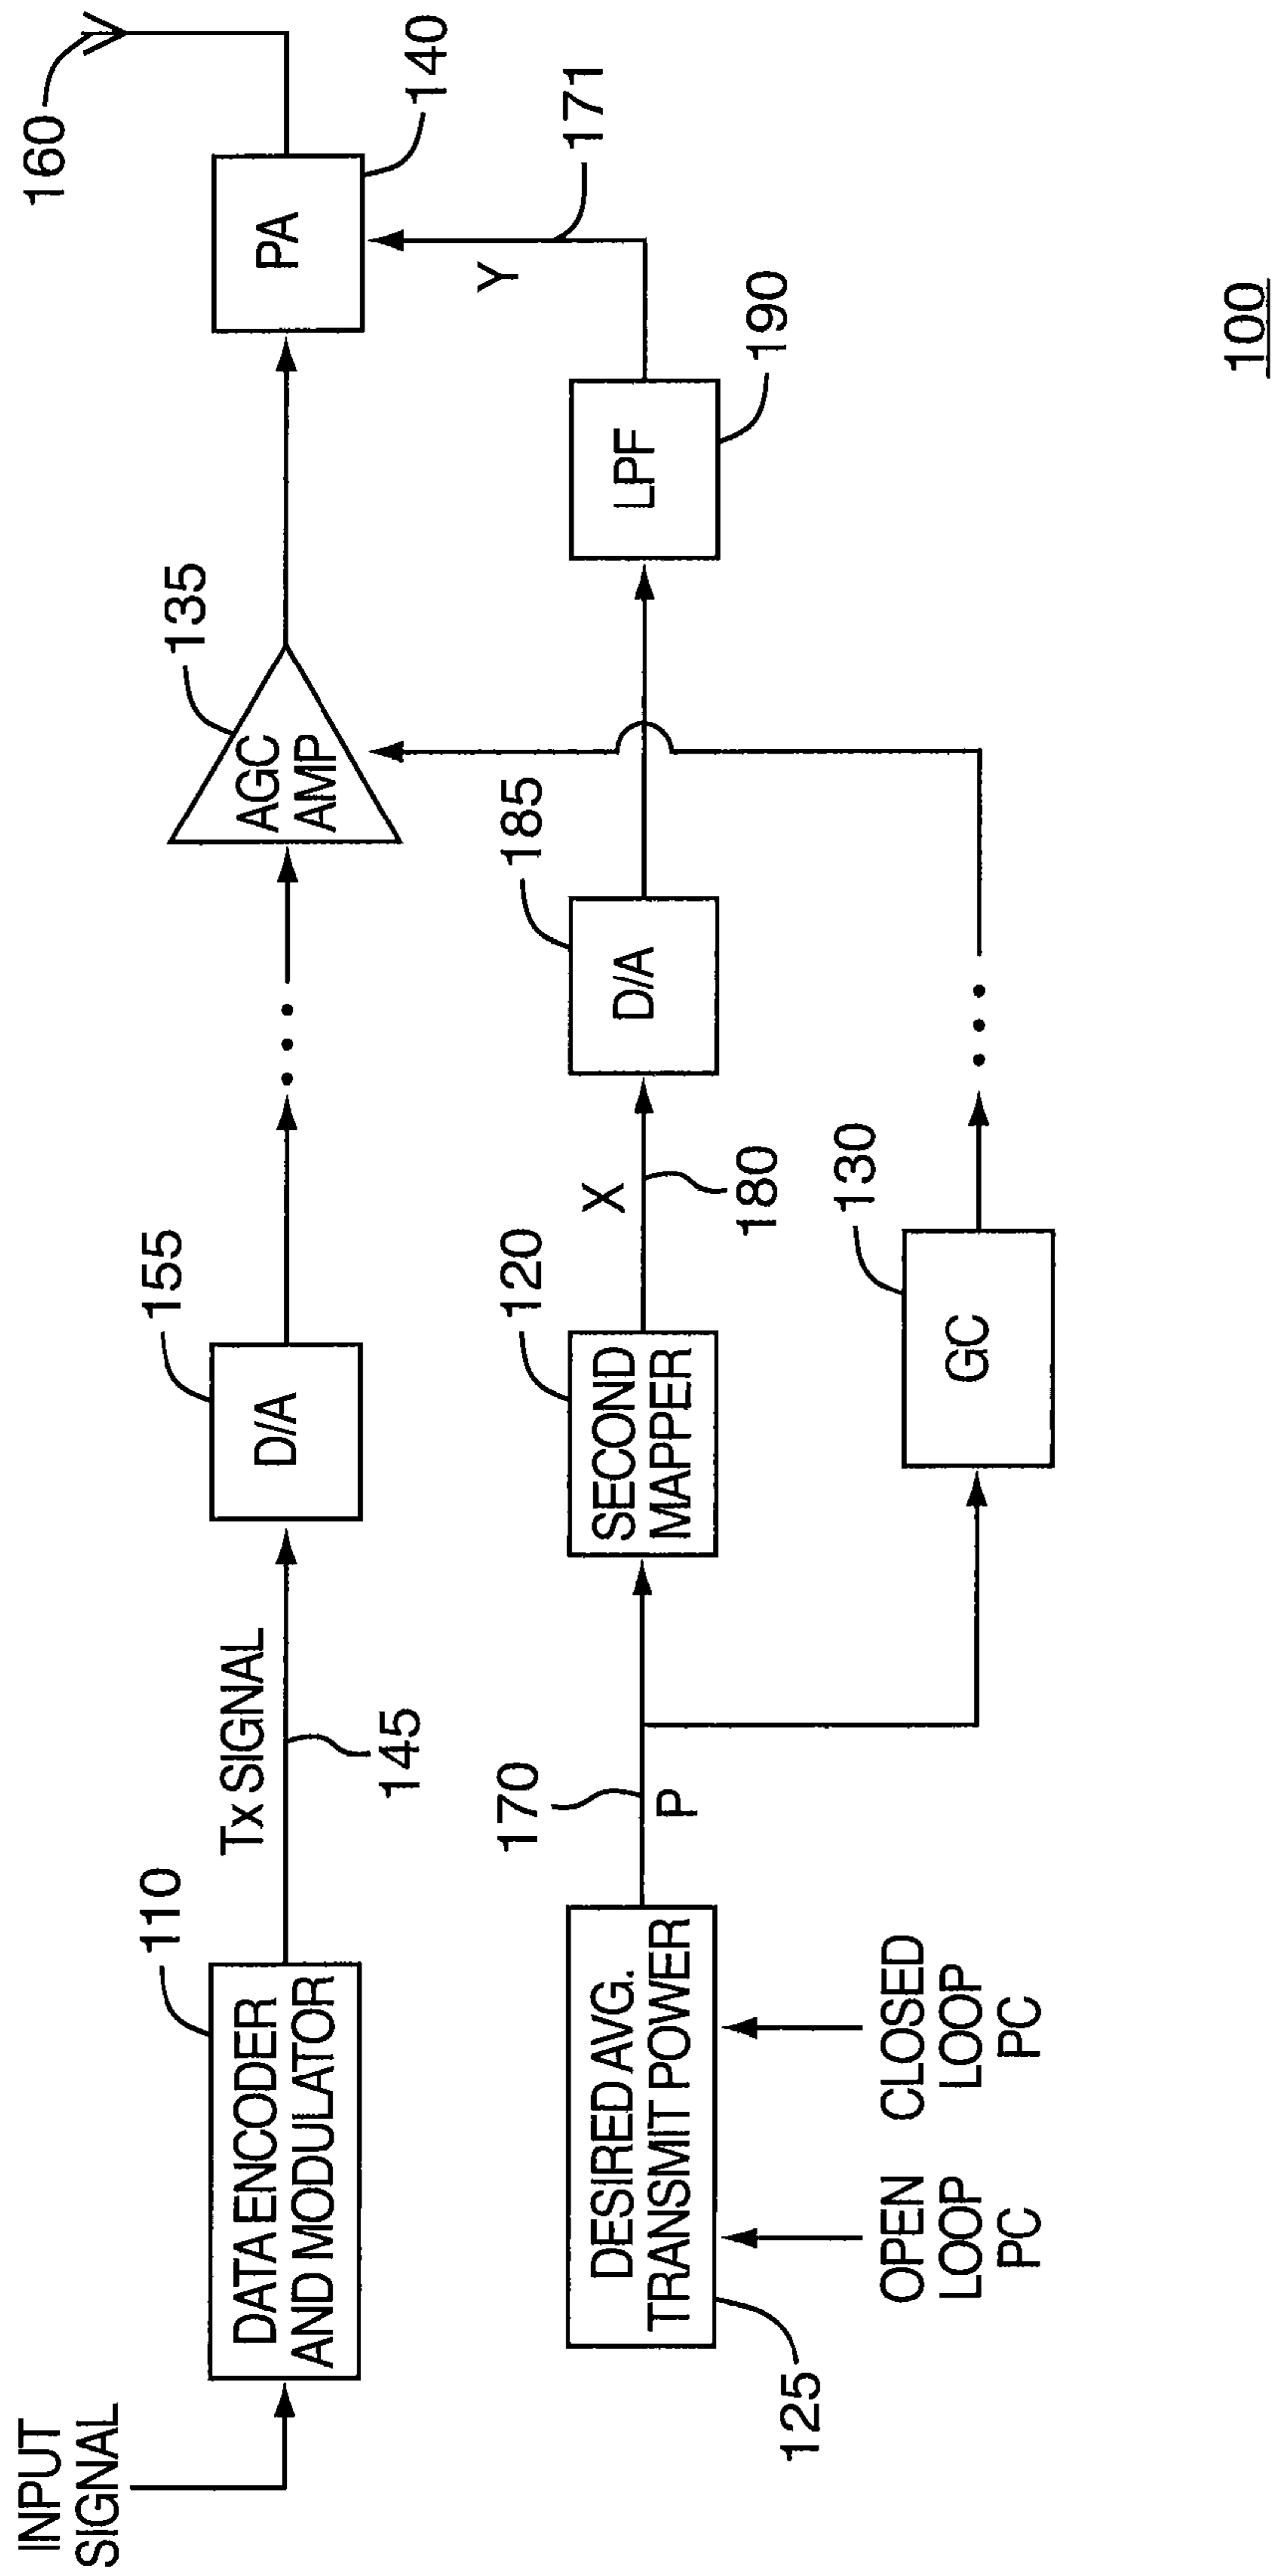 INPUT
SIGNAL
110
DATA ENCODER
AND MODULATOR
Tx SIGNAL
145
155
D/A
• • •
135
AGC
AMP
PA
140
160
125
DESIRED AVG.
TRANSMIT POWER
OPEN
LOOP
PC
CLOSED
LOOP
PC
170
P
120
SECOND
MAPPER
X
180
185
D/A
LPF
190
Y
171
130
GC
• • •
100